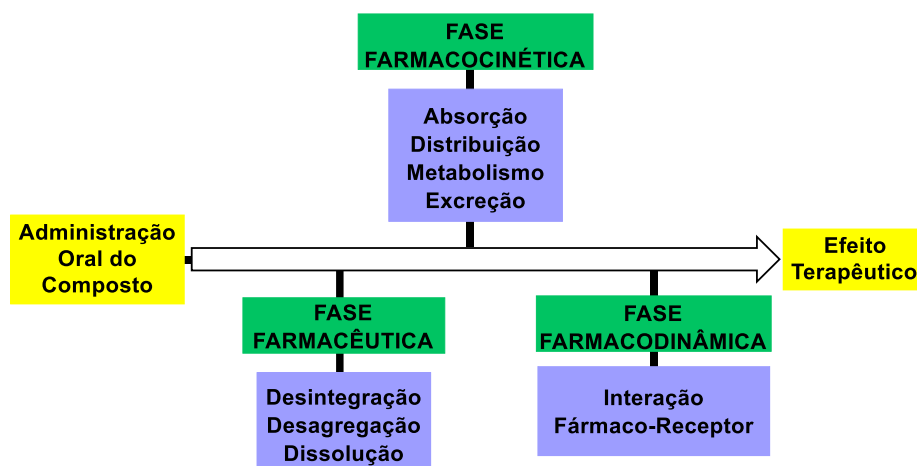 FASE
FARMACOCINÉTICA
Absorção
Distribuição
Metabolismo
Excreção
Administração
Oral do
Composto
Efeito
Terapêutico
FASE
FARMACÊUTICA
Desintegração
Desagregação
Dissolução
FASE
FARMACODINÂMICA
Interação
Fármaco-Receptor